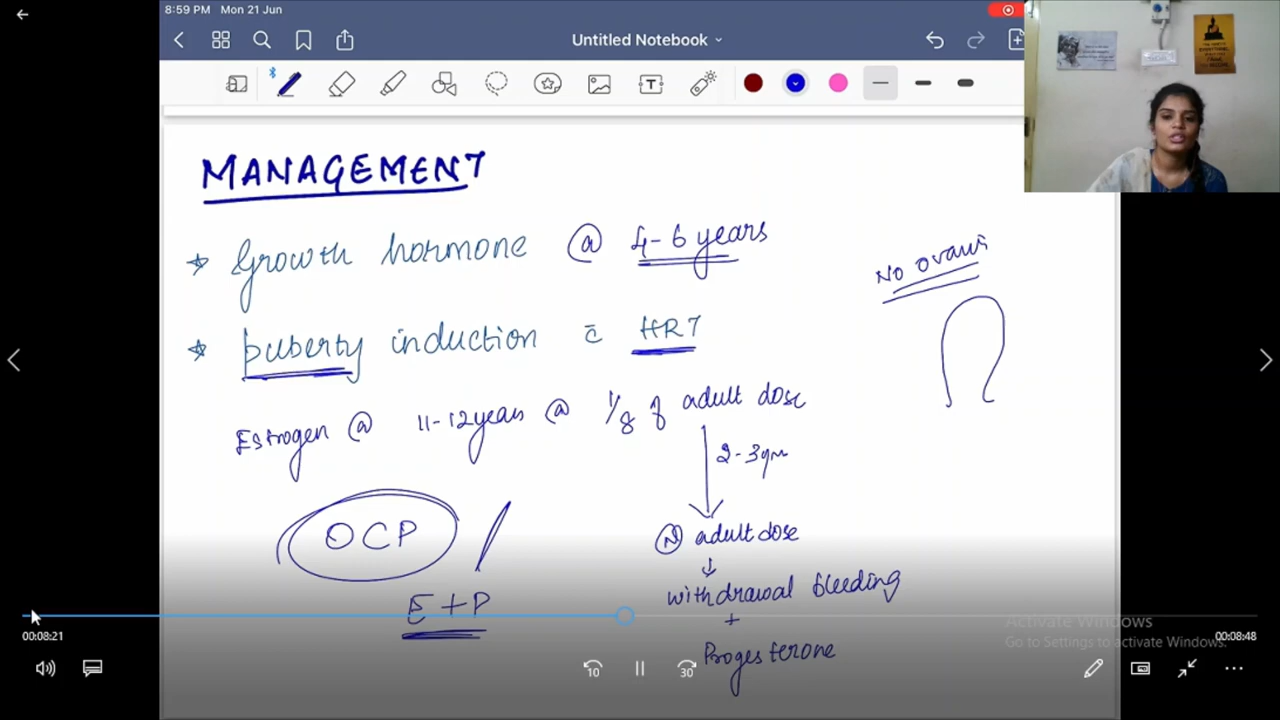 8:59 PM Mon 21 Jun
Untitled Notebook
MANAGEMENT
Growth hormone @ 4-6 years
No ovaries
Puberty induction c̄ HRT
Estrogen @ 11-12 years @ 1/8 of adult dose
2-3 yrs
OCP /
N adult dose
↓
withdrawal bleeding
E + P
+
Progesterone
Activate Windows
Go to Settings to activate Windows.
00:08:21
00:08:48
10
30